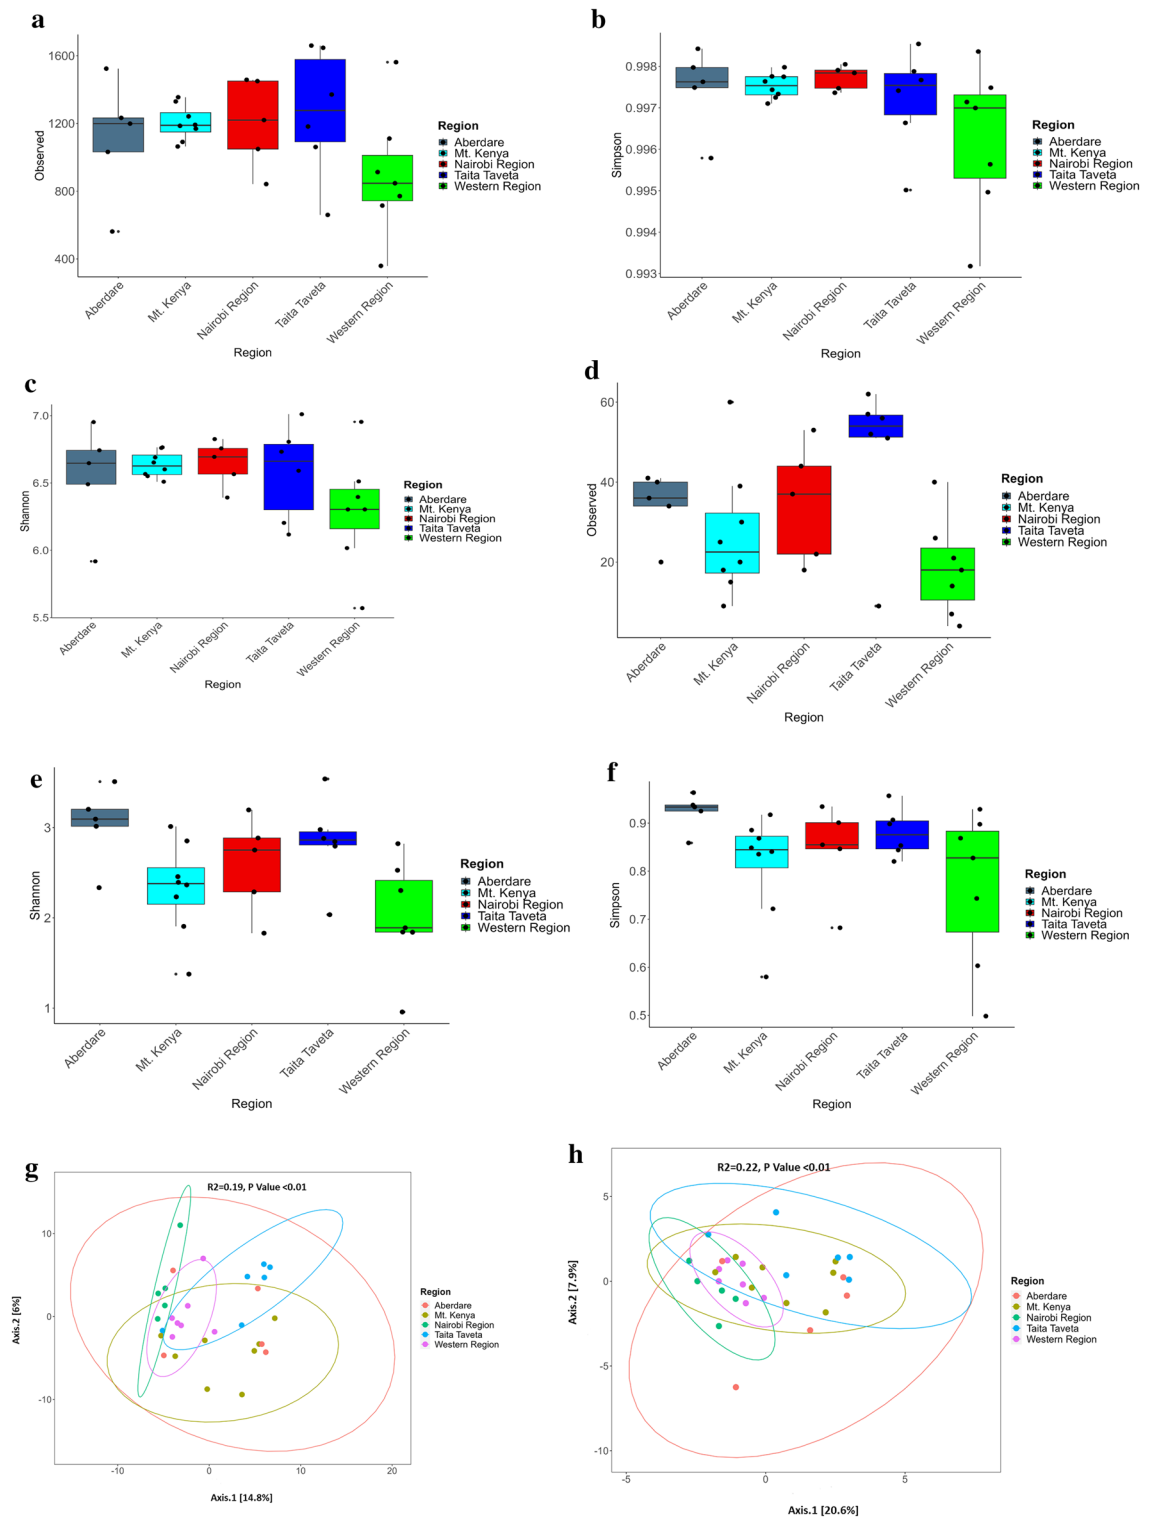 a
1600
1200
800
400
Observed
Aberdare
Mt. Kenya
Nairobi Region
Taita Taveta
Western Region
Region
Region
Aberdare
Mt. Kenya
Nairobi Region
Taita Taveta
Western Region
b
0.998
0.997
0.996
0.995
0.994
0.993
Simpson
Aberdare
Mt. Kenya
Nairobi Region
Taita Taveta
Western Region
Region
Region
Aberdare
Mt. Kenya
Nairobi Region
Taita Taveta
Western Region
c
7.0
6.5
6.0
5.5
Shannon
Aberdare
Mt. Kenya
Nairobi Region
Taita Taveta
Western Region
Region
Region
Aberdare
Mt. Kenya
Nairobi Region
Taita Taveta
Western Region
d
60
40
20
Observed
Aberdare
Mt. Kenya
Nairobi Region
Taita Taveta
Western Region
Region
Region
Aberdare
Mt. Kenya
Nairobi Region
Taita Taveta
Western Region
e
3
2
1
Shannon
Aberdare
Mt. Kenya
Nairobi Region
Taita Taveta
Western Region
Region
Region
Aberdare
Mt. Kenya
Nairobi Region
Taita Taveta
Western Region
f
0.9
0.8
0.7
0.6
0.5
Simpson
Aberdare
Mt. Kenya
Nairobi Region
Taita Taveta
Western Region
Region
Region
Aberdare
Mt. Kenya
Nairobi Region
Taita Taveta
Western Region
g
R2=0.19, P Value <0.01
10
0
-10
Axis.2 [6%]
-10
0
10
20
Axis.1 [14.8%]
Region
Aberdare
Mt. Kenya
Nairobi Region
Taita Taveta
Western Region
h
R2=0.22, P Value <0.01
5
0
-5
-10
Axis.2 [7.9%]
-5
0
5
Axis.1 [20.6%]
Region
Aberdare
Mt. Kenya
Nairobi Region
Taita Taveta
Western Region